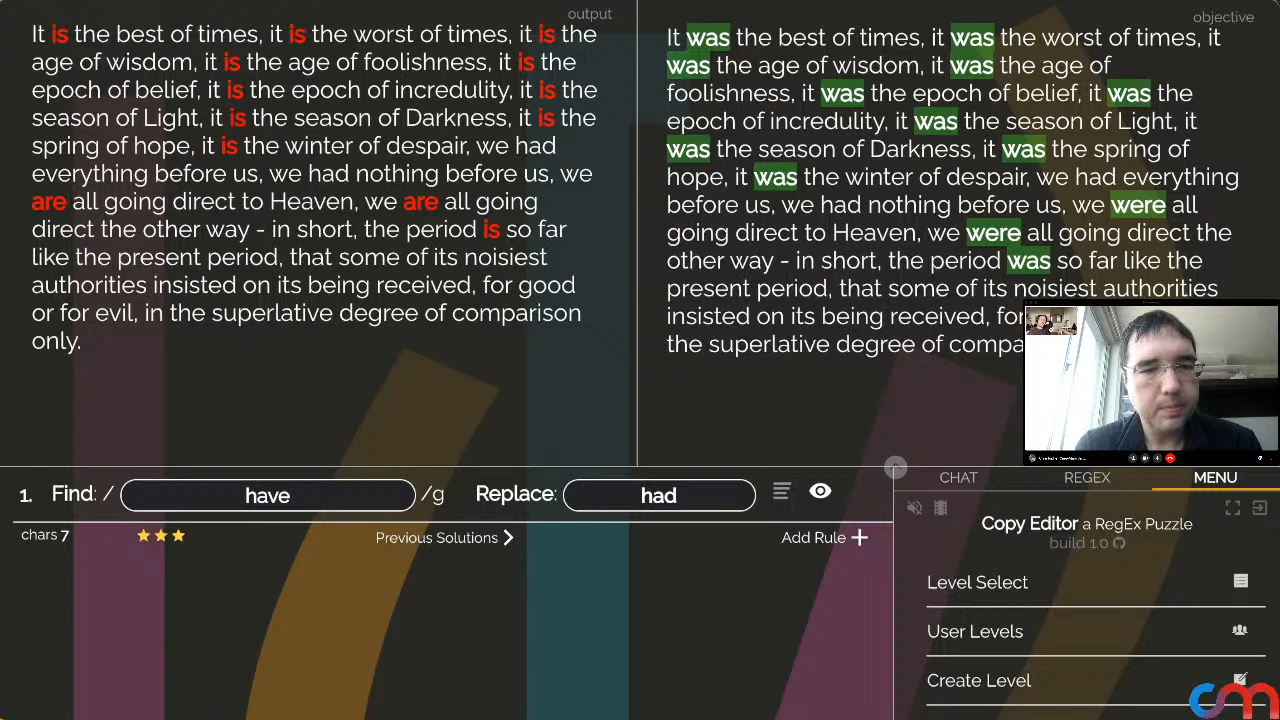 output
It is the best of times, it is the worst of times, it is the
age of wisdom, it is the age of foolishness, it is the
epoch of belief, it is the epoch of incredulity, it is the
season of Light, it is the season of Darkness, it is the
spring of hope, it is the winter of despair, we had
everything before us, we had nothing before us, we
are all going direct to Heaven, we are all going
direct the other way - in short, the period is so far
like the present period, that some of its noisiest
authorities insisted on its being received, for good
or for evil, in the superlative degree of comparison
only.
objective
It was the best of times, it was the worst of times, it
was the age of wisdom, it was the age of
foolishness, it was the epoch of belief, it was the
epoch of incredulity, it was the season of Light, it
was the season of Darkness, it was the spring of
hope, it was the winter of despair, we had everything
before us, we had nothing before us, we were all
going direct to Heaven, we were all going direct the
other way - in short, the period was so far like the
present period, that some of its noisiest authorities
insisted on its being received, for
the superlative degree of compa
1. Find: / have /g Replace: had
chars 7
Previous Solutions
Add Rule +
CHAT REGEX MENU
Copy Editor a RegEx Puzzle
build 1.0
Level Select
User Levels
Create Level
cm